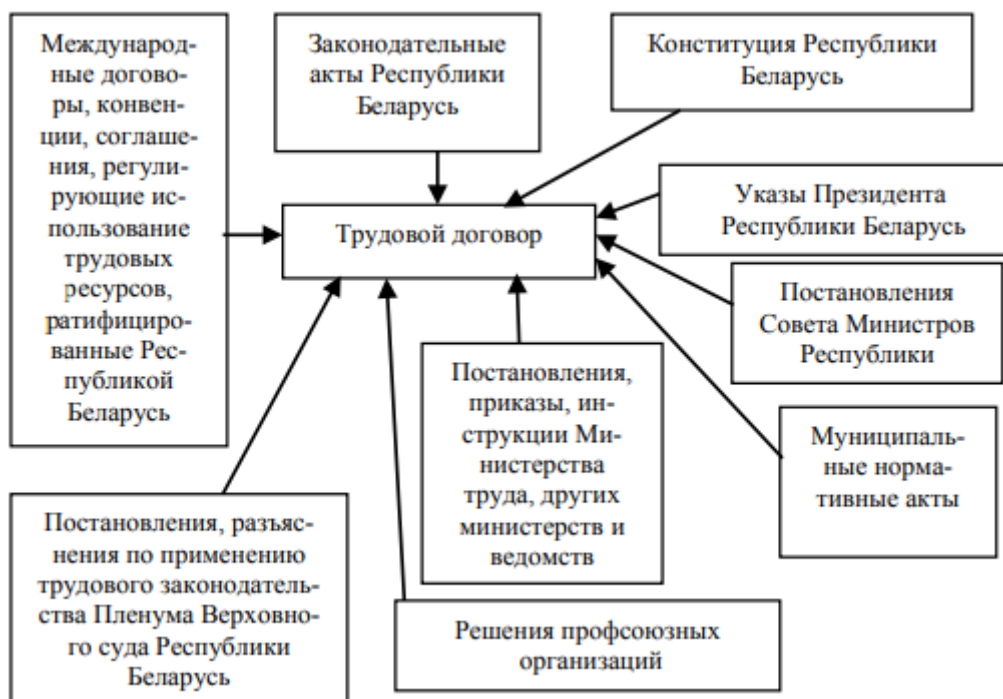 Международ-
ные догово-
ры, конвен-
ции, соглаше-
ния, регули-
рующие ис-
пользование
трудовых
ресурсов,
ратифициро-
ванные Рес-
публикой
Беларусь
Законодательные
акты Республики
Беларусь
Конституция Республики
Беларусь
Трудовой договор
Указы Президента
Республики Беларусь
Постановления
Совета Министров
Республики
Муниципаль-
ные норма-
тивные акты
Постановления,
приказы, ин-
струкции Ми-
нистерства
труда, других
министерств и
ведомств
Постановления, разъяс-
нения по применению
трудового законодатель-
ства Пленума Верховно-
го суда Республики
Беларусь
Решения профсоюзных
организаций